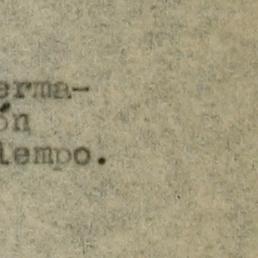 erma-
ón
iempo.